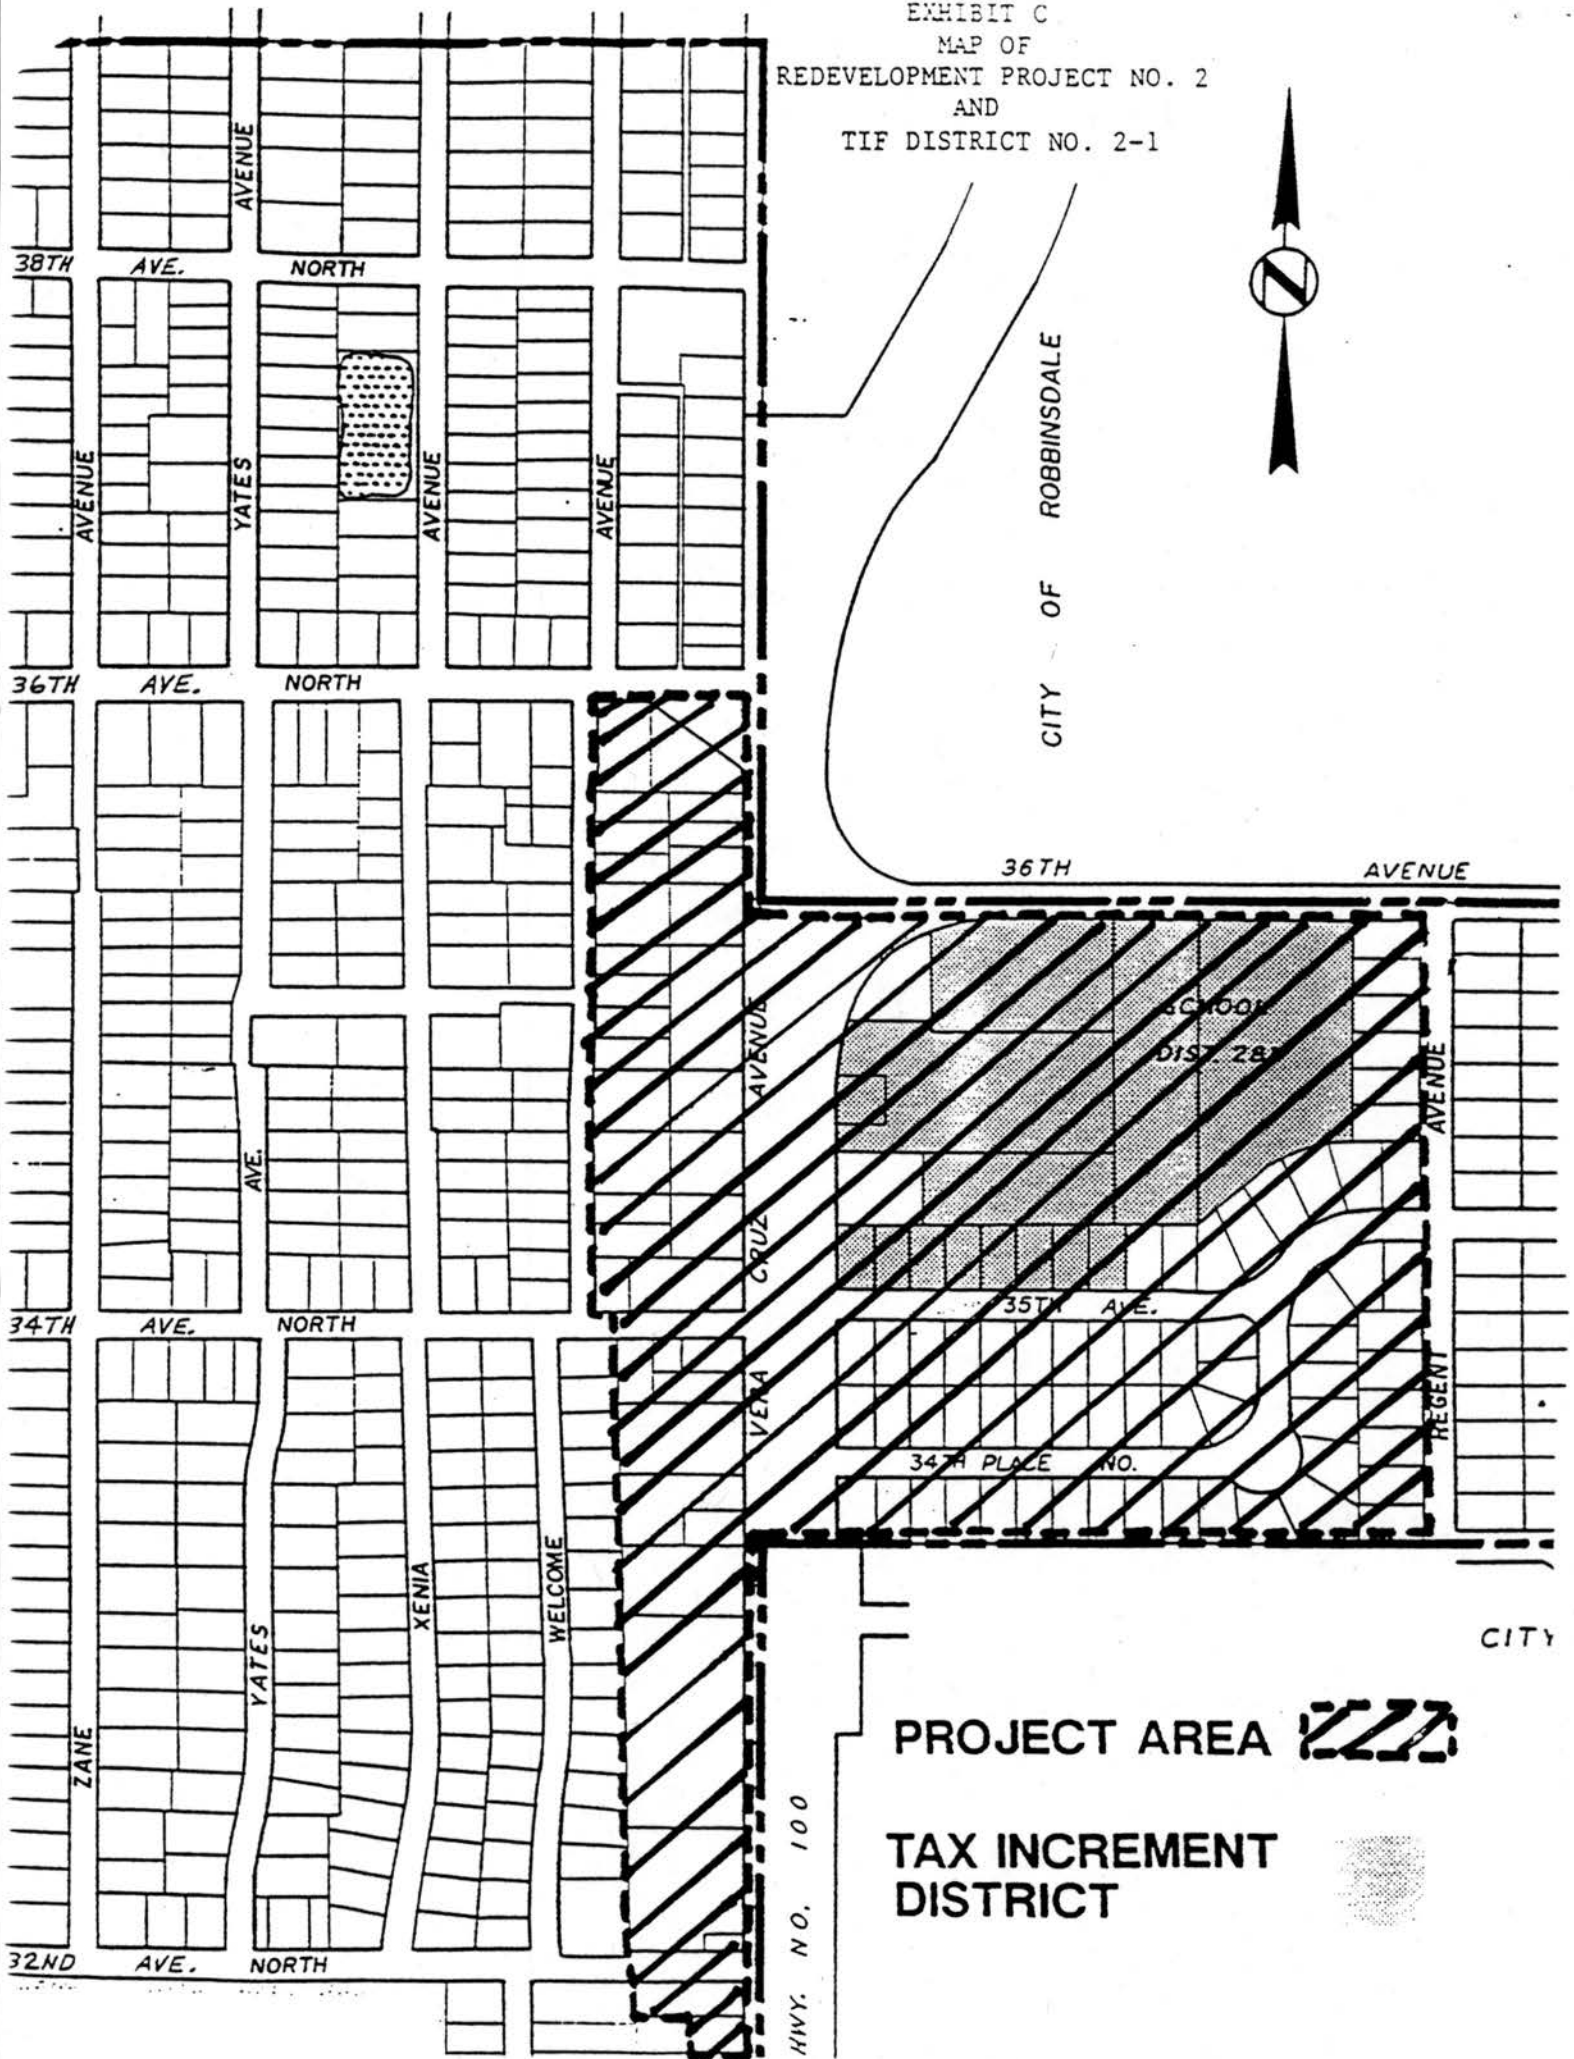 EXHIBIT C
MAP OF
REDEVELOPMENT PROJECT NO. 2
AND
TIF DISTRICT NO. 2-1
N
AVENUE
38TH AVE. NORTH
CITY OF ROBBINSDALE
AVENUE
YATES
AVENUE
AVENUE
36TH AVE. NORTH
36TH AVENUE
SCHOOL
DIST. 281
AVENUE
AVENUE
AVE.
CRUZ
35TH AVE.
34TH AVE. NORTH
VERA
REGENT
34TH PLACE NO.
XENIA
WELCOME
YATES
ZANE
CITY
PROJECT AREA
HWY. NO. 100
TAX INCREMENT
DISTRICT
32ND AVE. NORTH